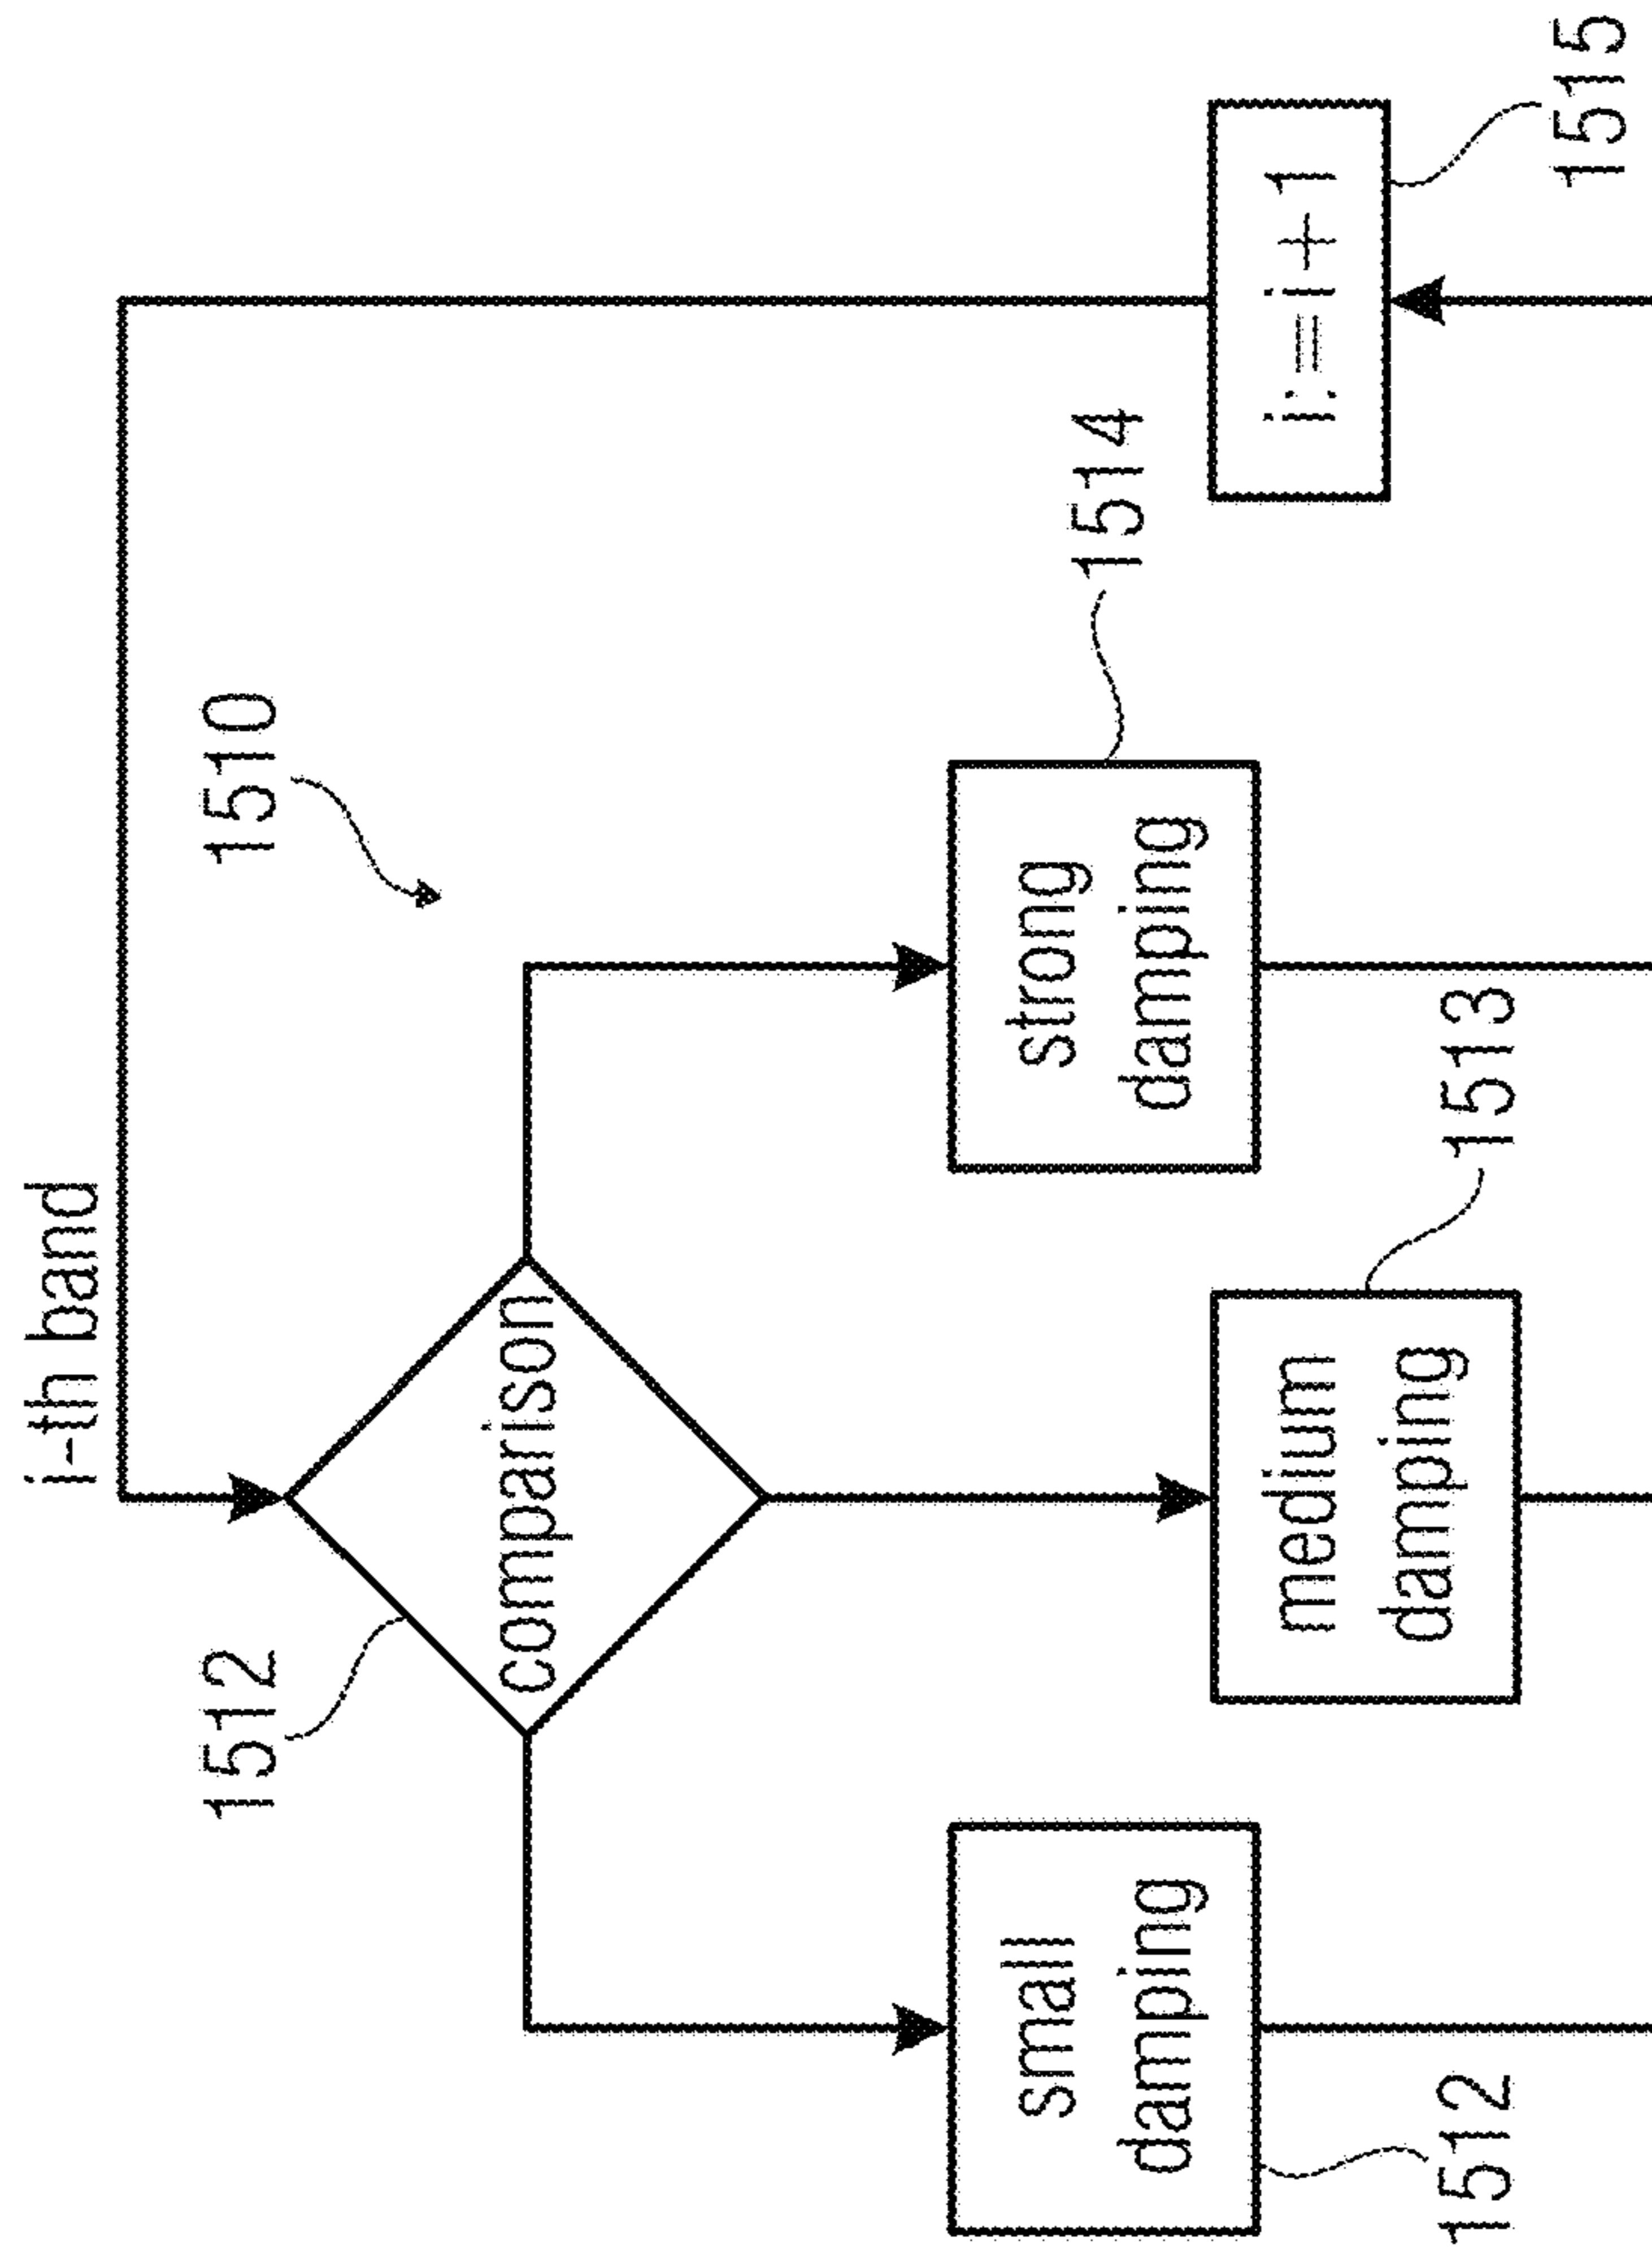 i-th band
1512
1510
comparison
small
damping
strong
damping
1514
1512
medium
damping
1513
i:=i+1
1515